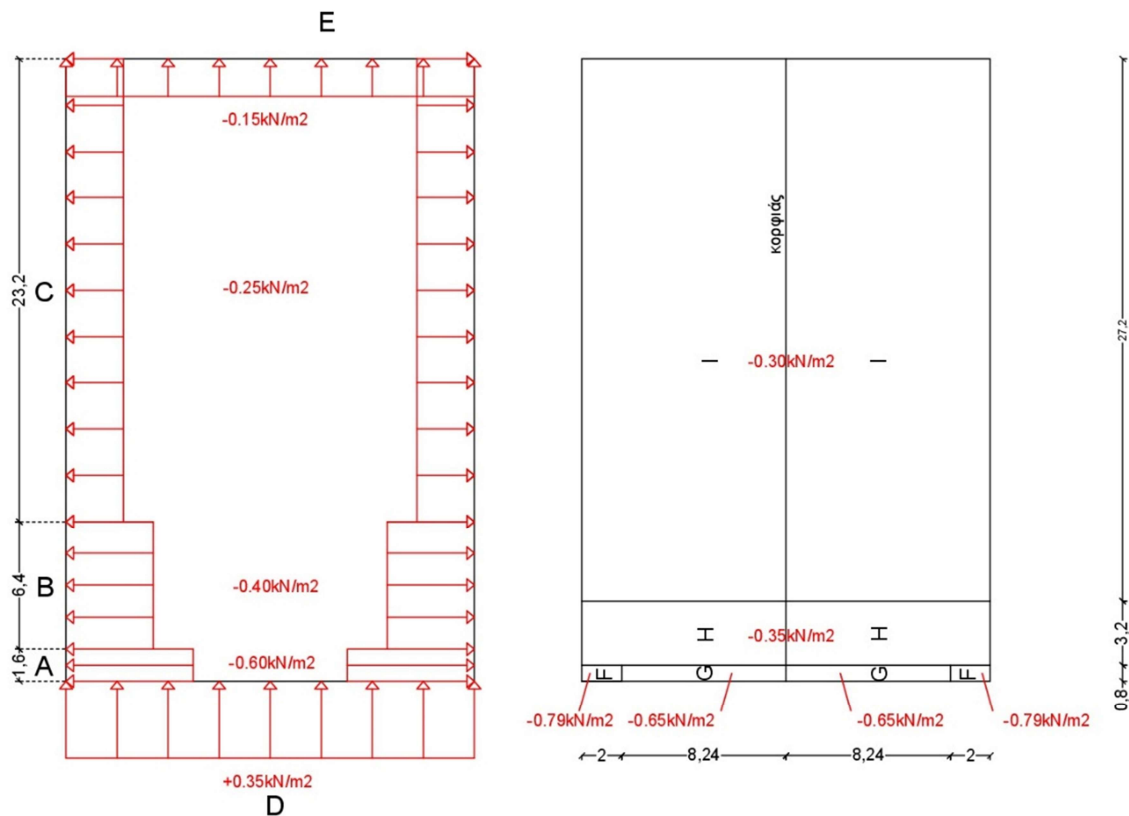 E
-0.15kN/m2
-0.25kN/m2
-0.40kN/m2
-0.60kN/m2
+0.35kN/m2
D
C
B
A
23,2
6,4
1,6
κορφιάς
I
I
-0.30kN/m2
H
H
-0.35kN/m2
F
G
G
F
-0.79kN/m2
-0.65kN/m2
-0.65kN/m2
-0.79kN/m2
2
8,24
8,24
2
27,2
3,2
0,8